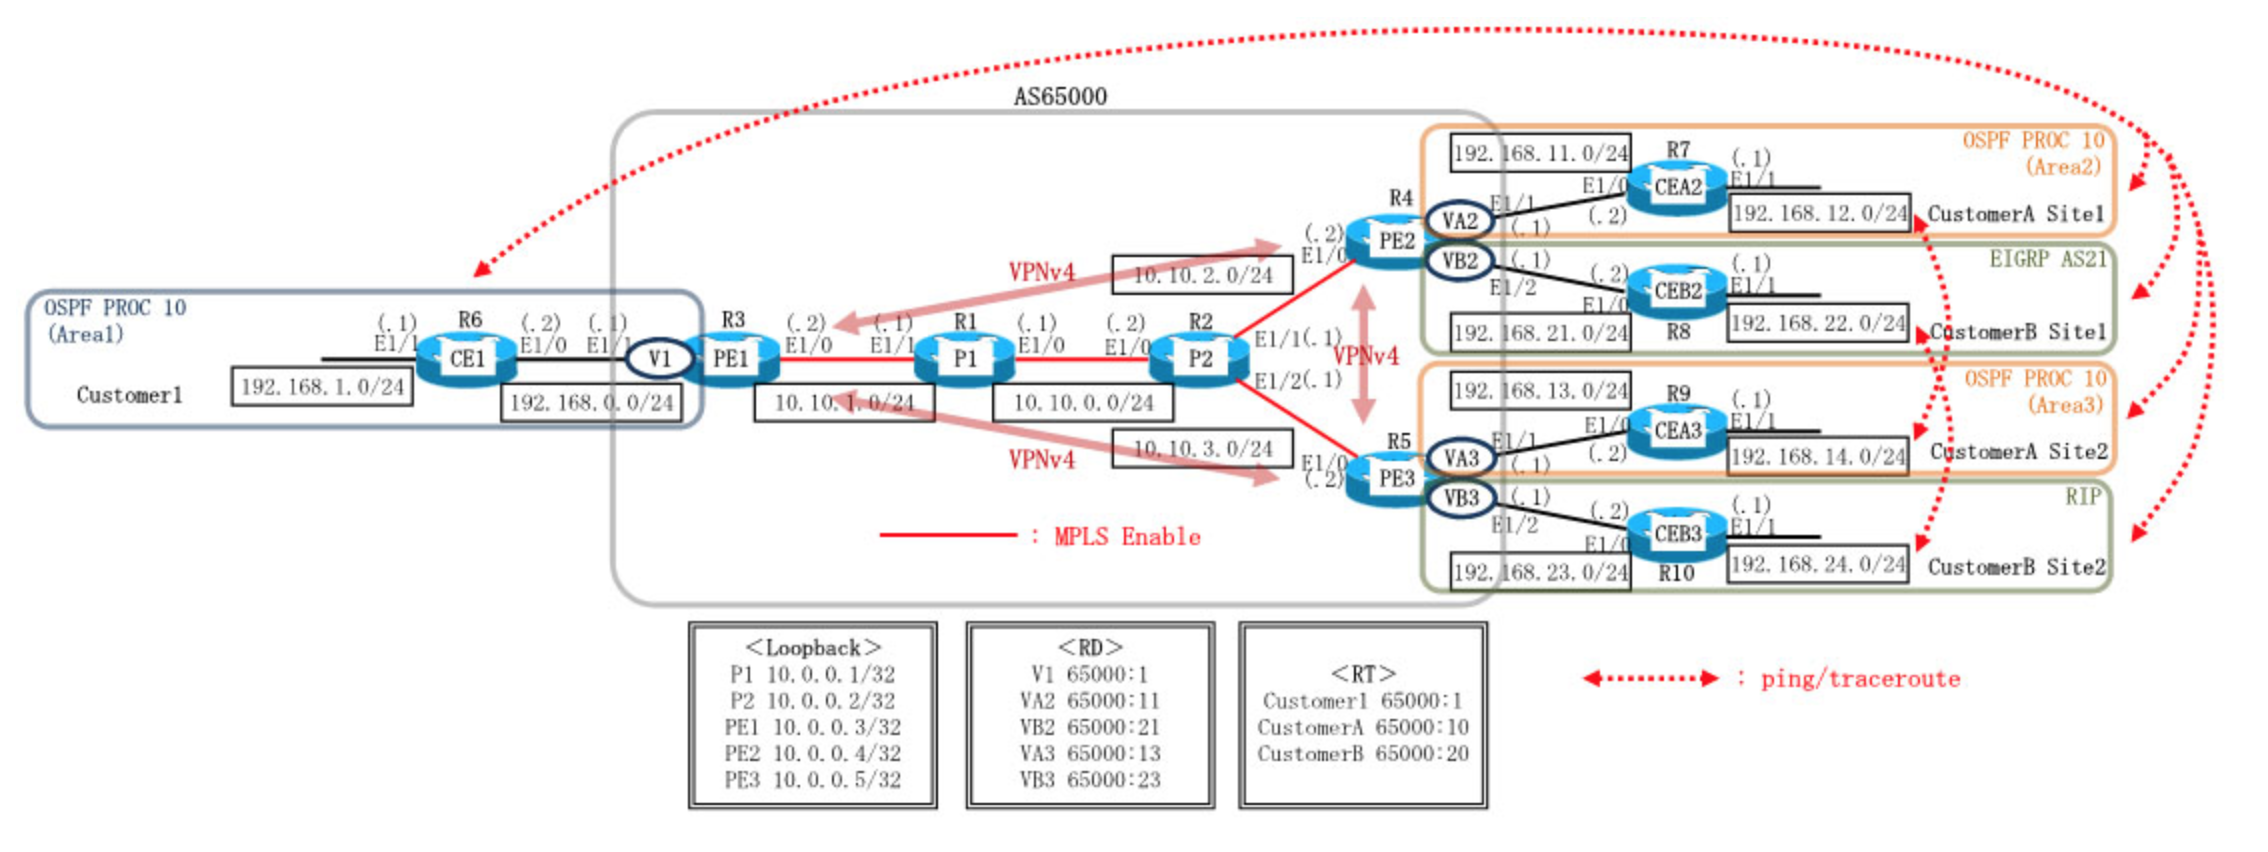 AS65000
OSPF PROC 10
(Area1)
Customer1
192.168.1.0/24
(.1)
E1/1
R6
CE1
(.2)
E1/0
192.168.0.0/24
(.1)
E1/1
V1
R3
PE1
(.2)
E1/0
10.10.1.0/24
(.1)
E1/1
R1
P1
(.1)
E1/0
10.10.0.0/24
(.2)
E1/0
R2
P2
E1/1(.1)
E1/2(.1)
VPNv4
VPNv4
VPNv4
10.10.2.0/24
10.10.3.0/24
(.2)
E1/0
R4
PE2
VA2
VB2
E1/0
(.2)
R5
PE3
VA3
VB3
192.168.11.0/24
E1/1
(.1)
E1/0
(.2)
R7
CEA2
(.1)
E1/1
192.168.12.0/24
OSPF PROC 10
(Area2)
CustomerA Site1
(.1)
E1/2
192.168.21.0/24
(.2)
E1/0
CEB2
R8
(.1)
E1/1
192.168.22.0/24
EIGRP AS21
CustomerB Site1
192.168.13.0/24
E1/1
(.1)
E1/0
(.2)
R9
CEA3
(.1)
E1/1
192.168.14.0/24
OSPF PROC 10
(Area3)
CustomerA Site2
(.1)
E1/2
192.168.23.0/24
(.2)
E1/0
CEB3
R10
(.1)
E1/1
192.168.24.0/24
RIP
CustomerB Site2
: MPLS Enable
<Loopback>
P1 10.0.0.1/32
P2 10.0.0.2/32
PE1 10.0.0.3/32
PE2 10.0.0.4/32
PE3 10.0.0.5/32
<RD>
V1 65000:1
VA2 65000:11
VB2 65000:21
VA3 65000:13
VB3 65000:23
<RT>
Customer1 65000:1
CustomerA 65000:10
CustomerB 65000:20
: ping/traceroute